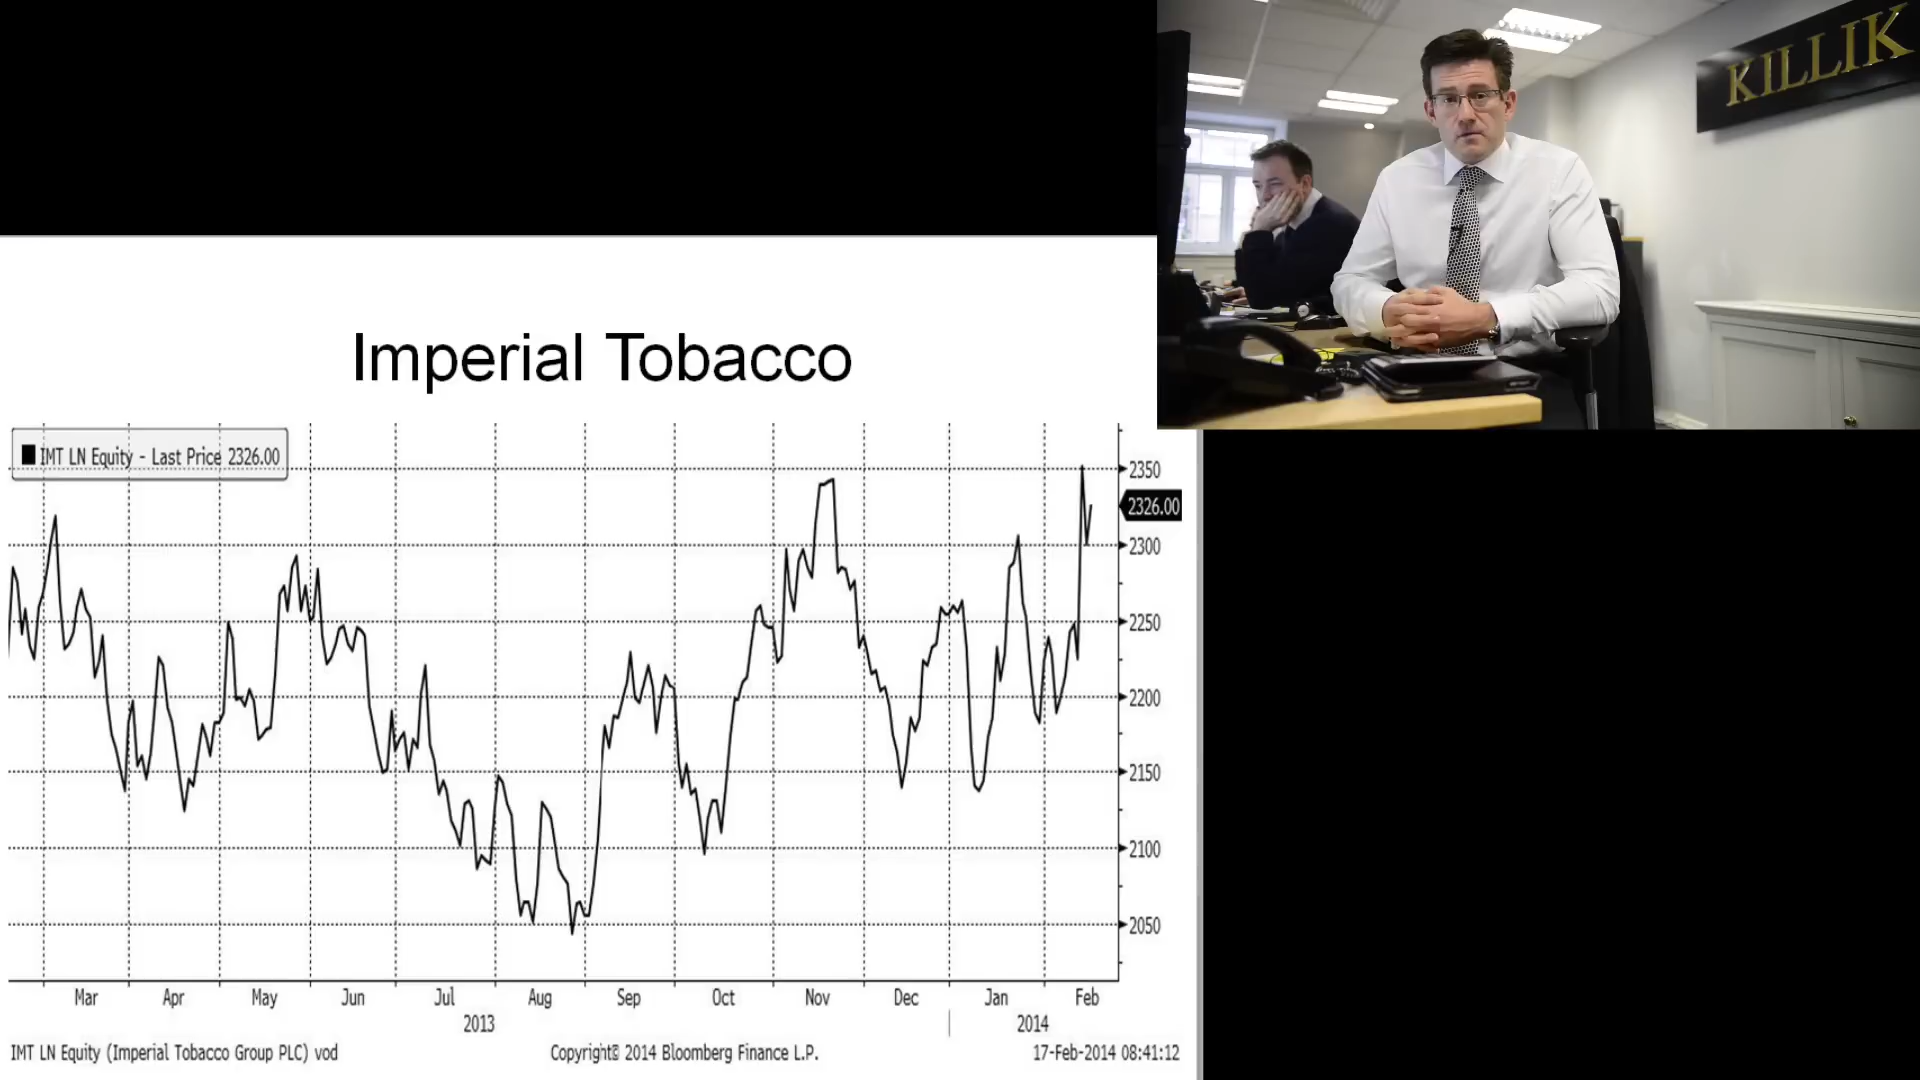 KILLIK
Imperial Tobacco
IMT LN Equity - Last Price 2326.00
2350
2326.00
2300
2250
2200
2150
2100
2050
Mar Apr May Jun Jul Aug Sep Oct Nov Dec Jan Feb
2013 2014
IMT LN Equity (Imperial Tobacco Group PLC) vod Copyright© 2014 Bloomberg Finance L.P. 17-Feb-2014 08:41:12